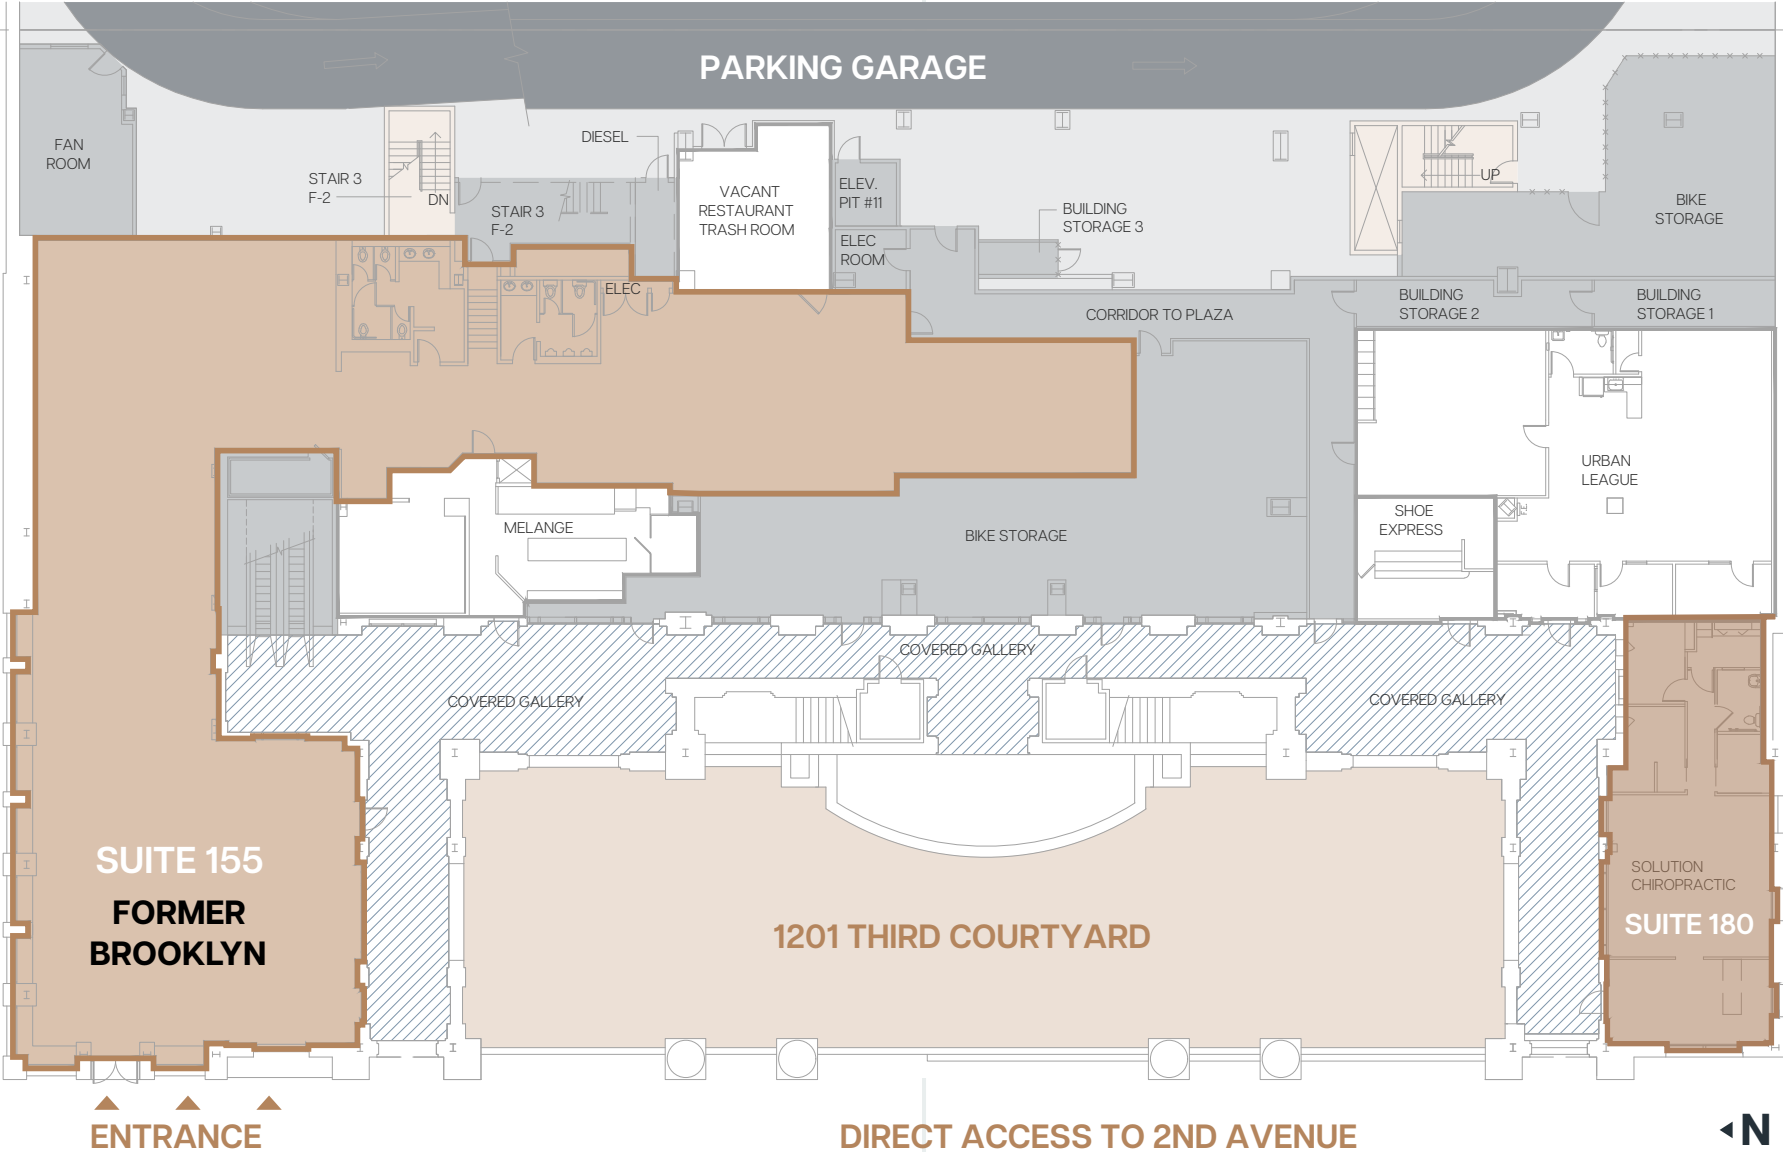 PARKING GARAGE
FAN
ROOM
DIESEL
STAIR 3
F-2
DN
STAIR 3
F-2
VACANT
RESTAURANT
TRASH ROOM
ELEV.
PIT #11
ELEC
ROOM
BUILDING
STORAGE 3
UP
BIKE
STORAGE
ELEC
CORRIDOR TO PLAZA
BUILDING
STORAGE 2
BUILDING
STORAGE 1
URBAN
LEAGUE
SHOE
EXPRESS
MELANGE
BIKE STORAGE
COVERED GALLERY
COVERED GALLERY
COVERED GALLERY
SUITE 155
FORMER
BROOKLYN
1201 THIRD COURTYARD
SOLUTION
CHIROPRACTIC
SUITE 180
ENTRANCE
DIRECT ACCESS TO 2ND AVENUE
N